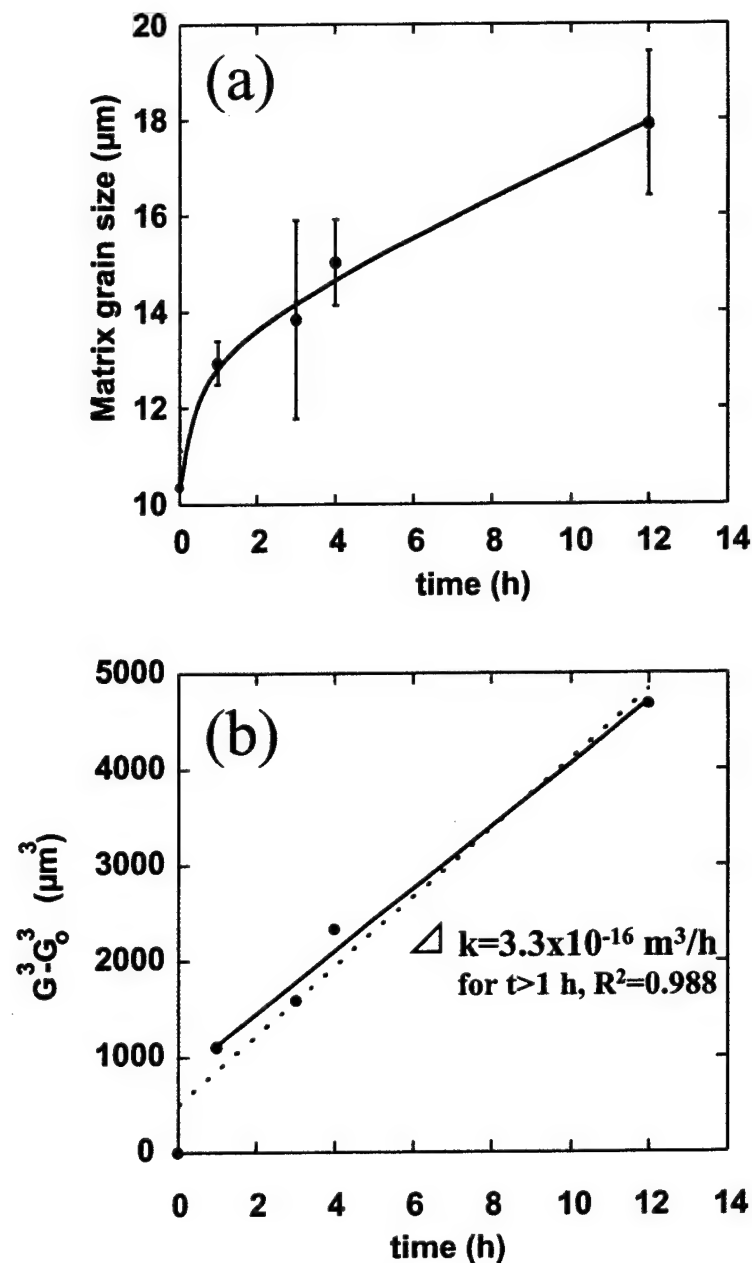 (a)
Matrix grain size (µm)
20
18
16
14
12
10
0 2 4 6 8 10 12 14
time (h)
(b)
G³-G₀³ (µm³)
5000
4000
3000
2000
1000
0
k=3.3x10⁻¹⁶ m³/h
for t>1 h, R²=0.988
0 2 4 6 8 10 12 14
time (h)